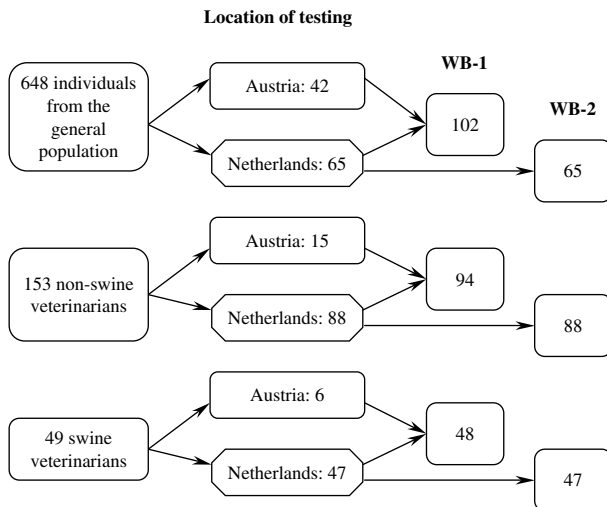 Location of testing
WB-1
WB-2
648 individuals
from the
general
population
Austria: 42
Netherlands: 65
102
65
153 non-swine
veterinarians
Austria: 15
Netherlands: 88
94
88
49 swine
veterinarians
Austria: 6
Netherlands: 47
48
47